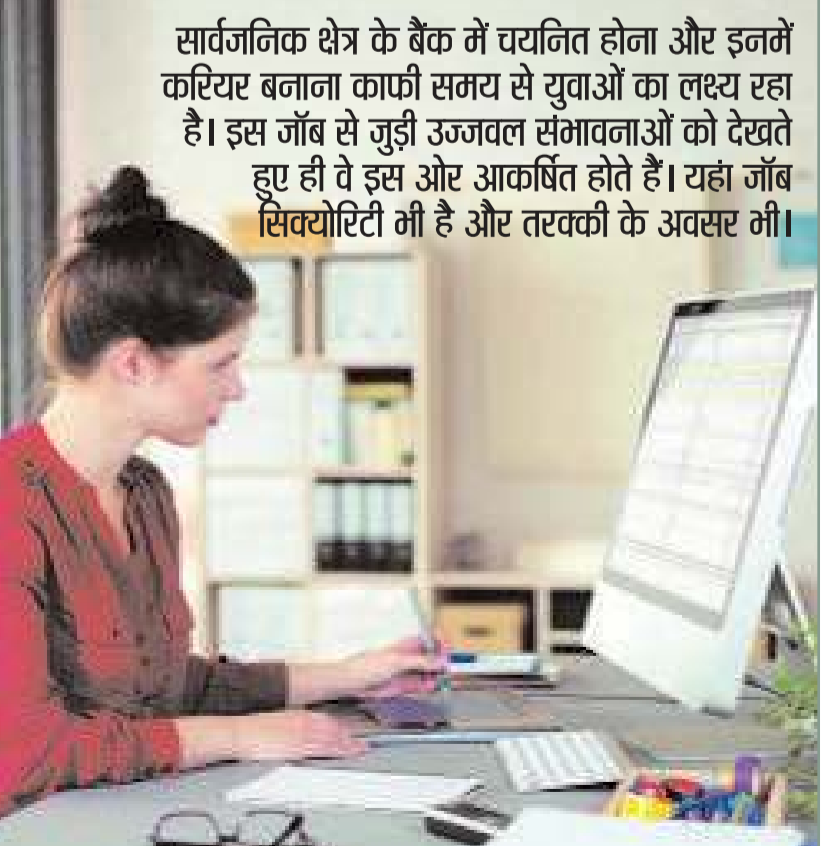 सार्वजनिक क्षेत्र के बैंक में चयनित होना और इनमें
करियर बनाना काफी समय से युवाओं का लक्ष्य रहा
है। इस जॉब से जुड़ी उज्जवल संभावनाओं को देखते
हुए ही वे इस ओर आकर्षित होते हैं। यहां जॉब
सिक्योरिटी भी है और तरक्की के अवसर भी।